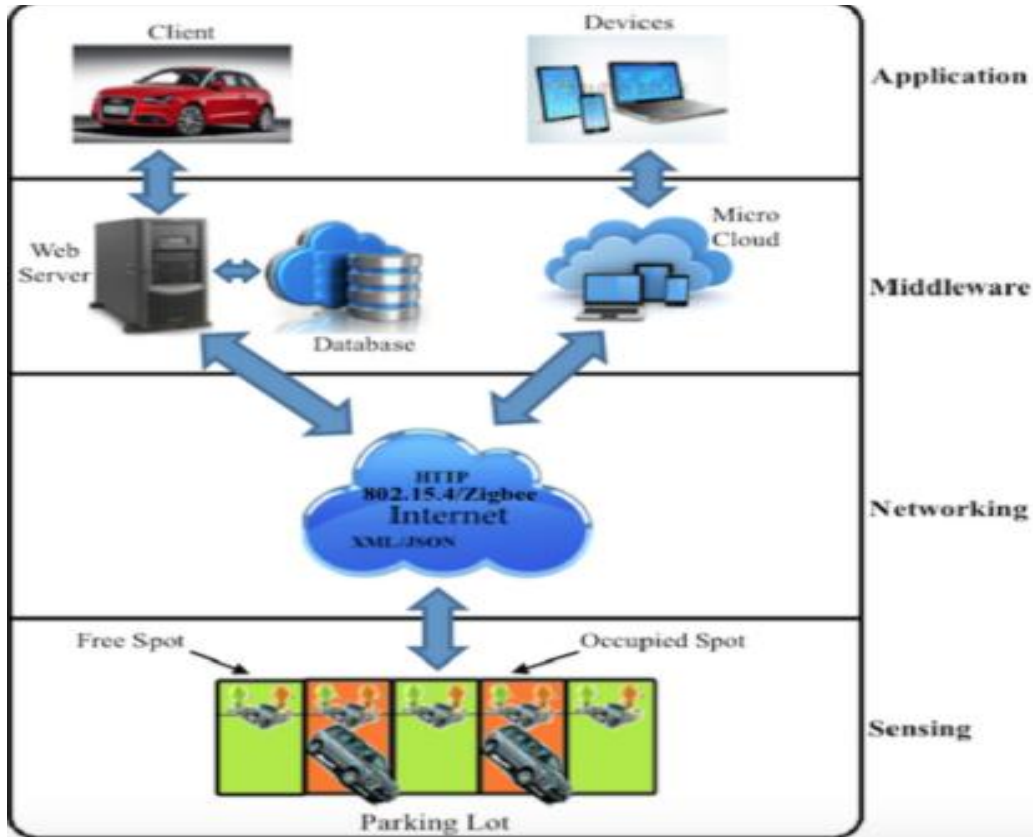 Client
Devices
Application
Web
Server
Database
Micro
Cloud
Middleware
HTTP
802.15.4/Zigbee
Internet
XML/JSON
Networking
Free Spot
Occupied Spot
Sensing
Parking Lot